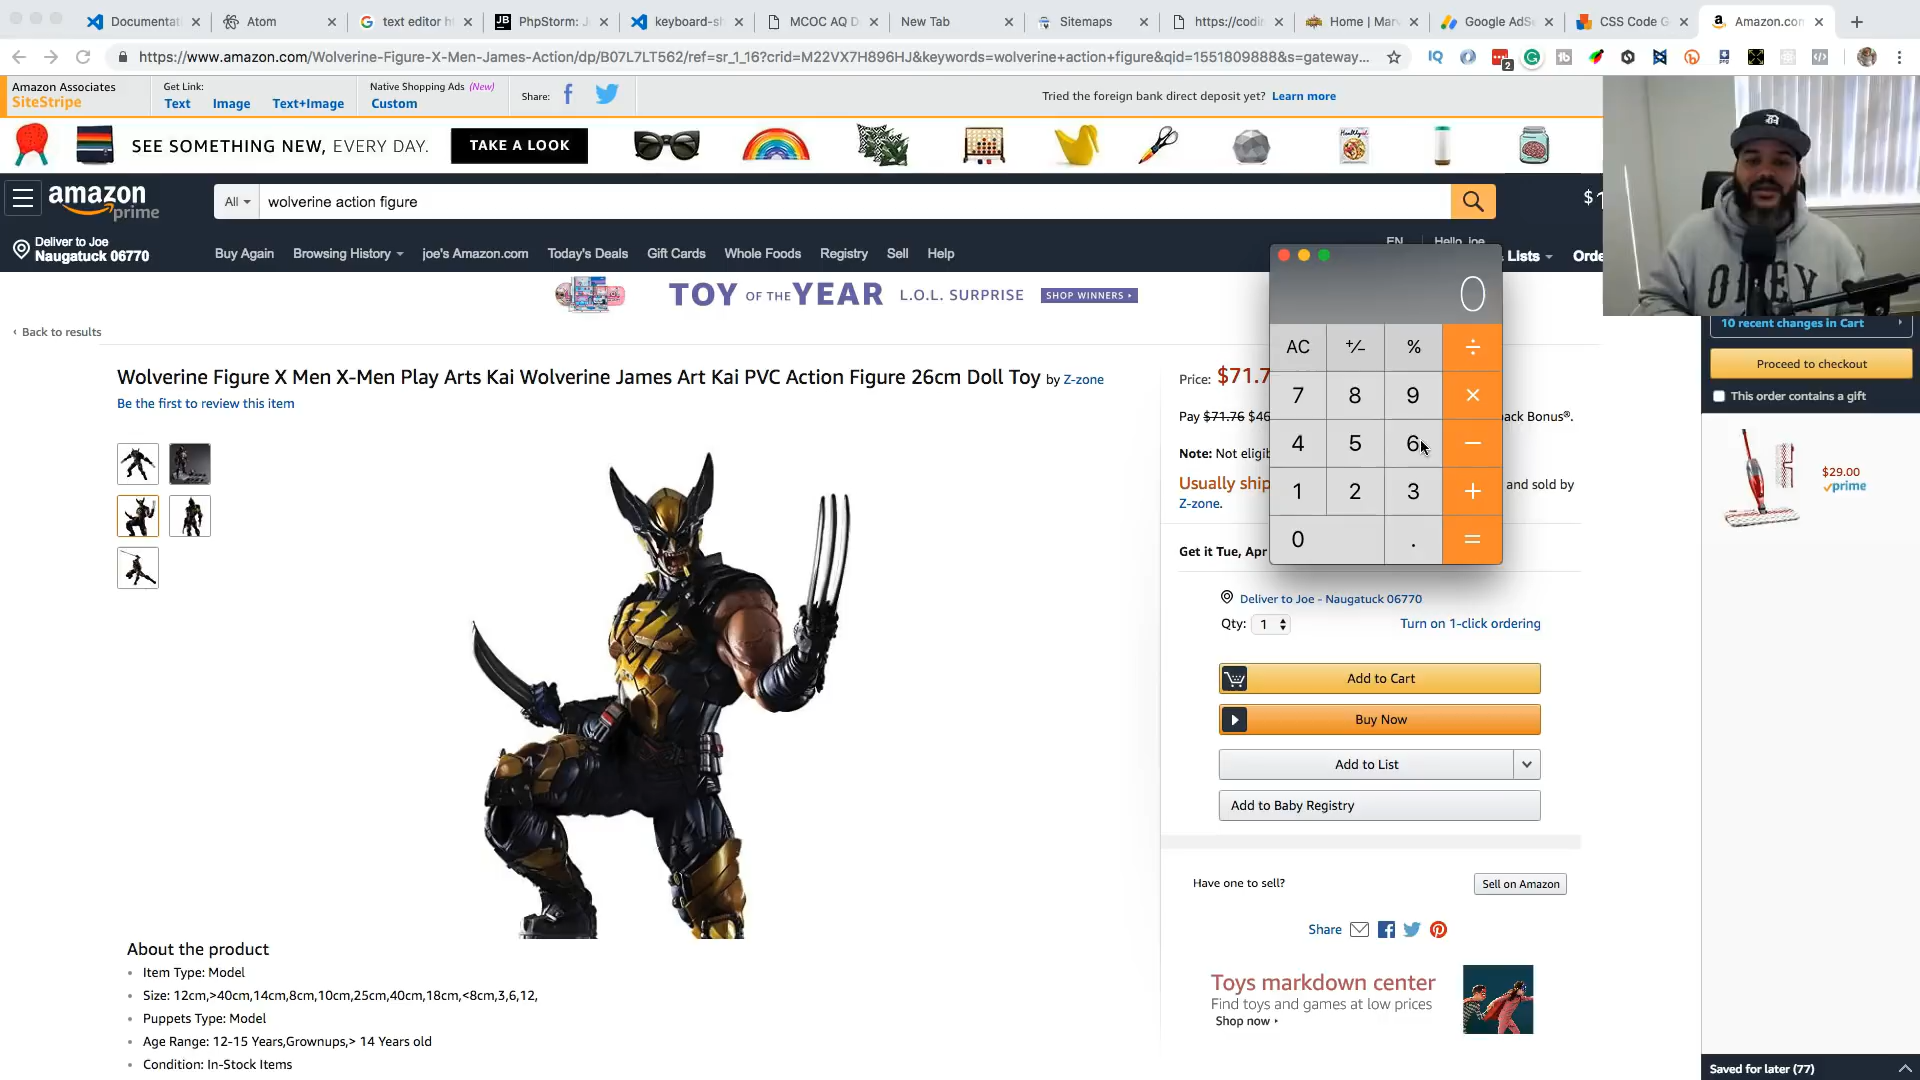 Documentat
Atom
text editor h
PhpStorm: J
keyboard-sh
MCOC AQ D
New Tab
Sitemaps
https://codin
Home | Marv
Google AdSe
CSS Code G
Amazon.com
https://www.amazon.com/Wolverine-Figure-X-Men-James-Action/dp/B07L7LT562/ref=sr_1_16?crid=M22VX7H896HJ&keywords=wolverine+action+figure&qid=1551809888&s=gateway...
Amazon Associates
SiteStripe
Get Link:
Text Image Text+Image
Native Shopping Ads (New)
Custom
Share:
Tried the foreign bank direct deposit yet? Learn more
SEE SOMETHING NEW, EVERY DAY.
TAKE A LOOK
amazon
prime
All
wolverine action figure
Deliver to Joe
Naugatuck 06770
Buy Again
Browsing History
joe's Amazon.com
Today's Deals
Gift Cards
Whole Foods
Registry
Sell
Help
EN
Hello, joe
Lists
Orde
OBEY
TOY OF THE YEAR
L.O.L. SURPRISE
SHOP WINNERS
10 recent changes in Cart
Proceed to checkout
This order contains a gift
$29.00
prime
0
AC +/− % ÷
7 8 9 ×
4 5 6 −
1 2 3 +
0 . =
‹ Back to results
Wolverine Figure X Men X-Men Play Arts Kai Wolverine James Art Kai PVC Action Figure 26cm Doll Toy by Z-zone
Be the first to review this item
Price: $71.7
Pay $71.76 $46
ack Bonus®.
Note: Not eligib
Usually ship
and sold by
Z-zone.
Get it Tue, Apr
Deliver to Joe - Naugatuck 06770
Qty: 1
Turn on 1-click ordering
Add to Cart
Buy Now
Add to List
Add to Baby Registry
Have one to sell?
Sell on Amazon
Share
Toys markdown center
Find toys and games at low prices
Shop now
About the product
Item Type: Model
Size: 12cm,>40cm,14cm,8cm,10cm,25cm,40cm,18cm,<8cm,3,6,12,
Puppets Type: Model
Age Range: 12-15 Years,Grownups,> 14 Years old
Condition: In-Stock Items
Saved for later (77)